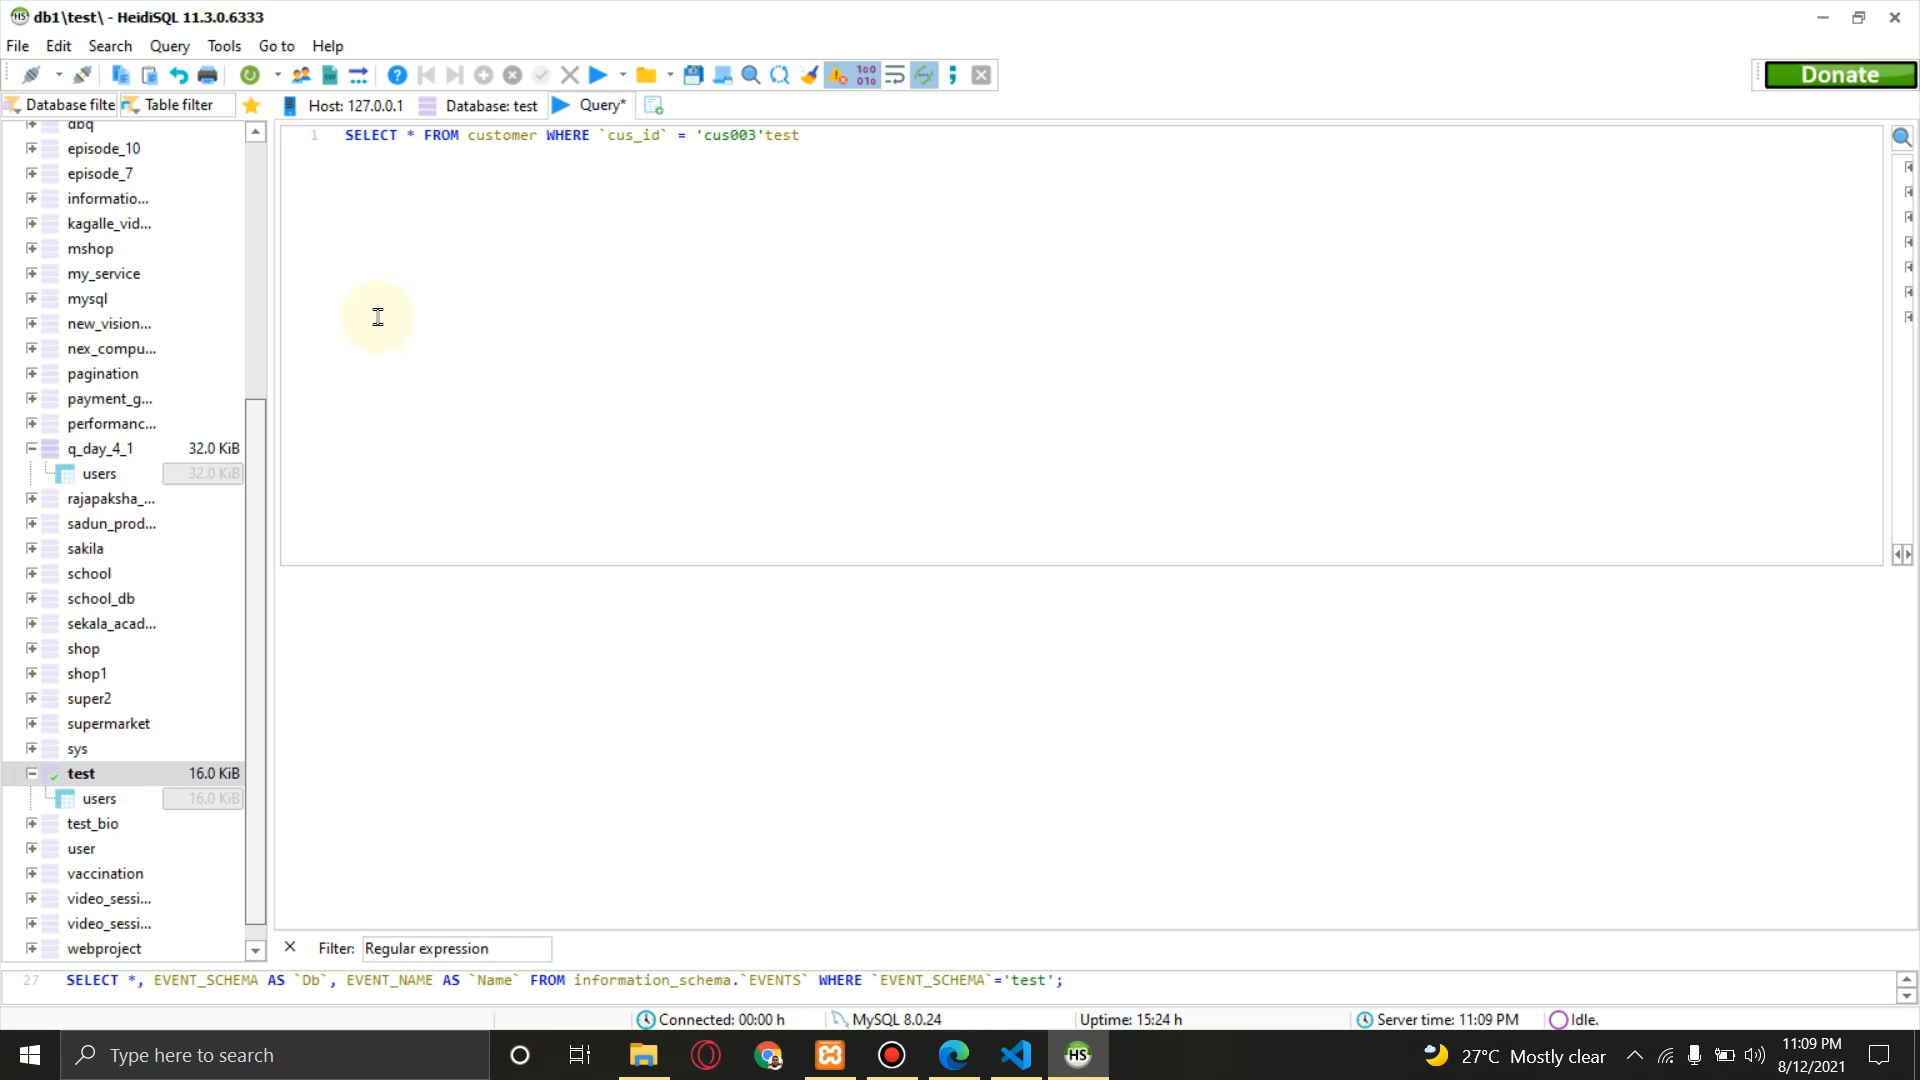 db1\test\ - HeidiSQL 11.3.0.6333
File Edit Search Query Tools Go to Help
Donate
Database filte Table filter Host: 127.0.0.1 Database: test Query*
1 SELECT * FROM customer WHERE `cus_id` = 'cus003'test
dbq
episode_10
episode_7
informatio...
kagalle_vid...
mshop
my_service
mysql
new_vision...
nex_compu...
pagination
payment_g...
performanc...
q_day_4_1 32.0 KiB
users 32.0 KiB
rajapaksha_...
sadun_prod...
sakila
school
school_db
sekala_acad...
shop
shop1
super2
supermarket
sys
test 16.0 KiB
users 16.0 KiB
test_bio
user
vaccination
video_sessi...
video_sessi...
webproject
Filter: Regular expression
27 SELECT *, EVENT_SCHEMA AS `Db`, EVENT_NAME AS `Name` FROM information_schema.`EVENTS` WHERE `EVENT_SCHEMA`='test';
Connected: 00:00 h MySQL 8.0.24 Uptime: 15:24 h Server time: 11:09 PM Idle.
Type here to search HS 27°C Mostly clear 11:09 PM
8/12/2021